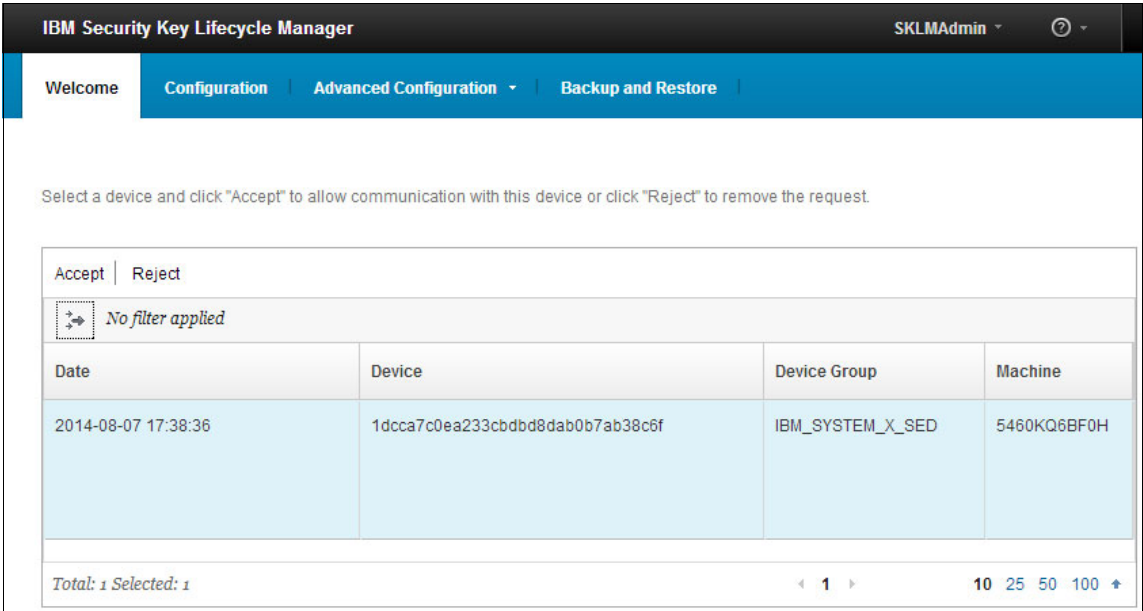 IBM Security Key Lifecycle Manager SKLMAdmin ?
Welcome Configuration Advanced Configuration Backup and Restore
Select a device and click "Accept" to allow communication with this device or click "Reject" to remove the request.
Accept Reject
No filter applied
Date Device Device Group Machine
2014-08-07 17:38:36 1dcca7c0ea233cbdbd8dab0b7ab38c6f IBM_SYSTEM_X_SED 5460KQ6BF0H
Total: 1 Selected: 1 1 10 25 50 100